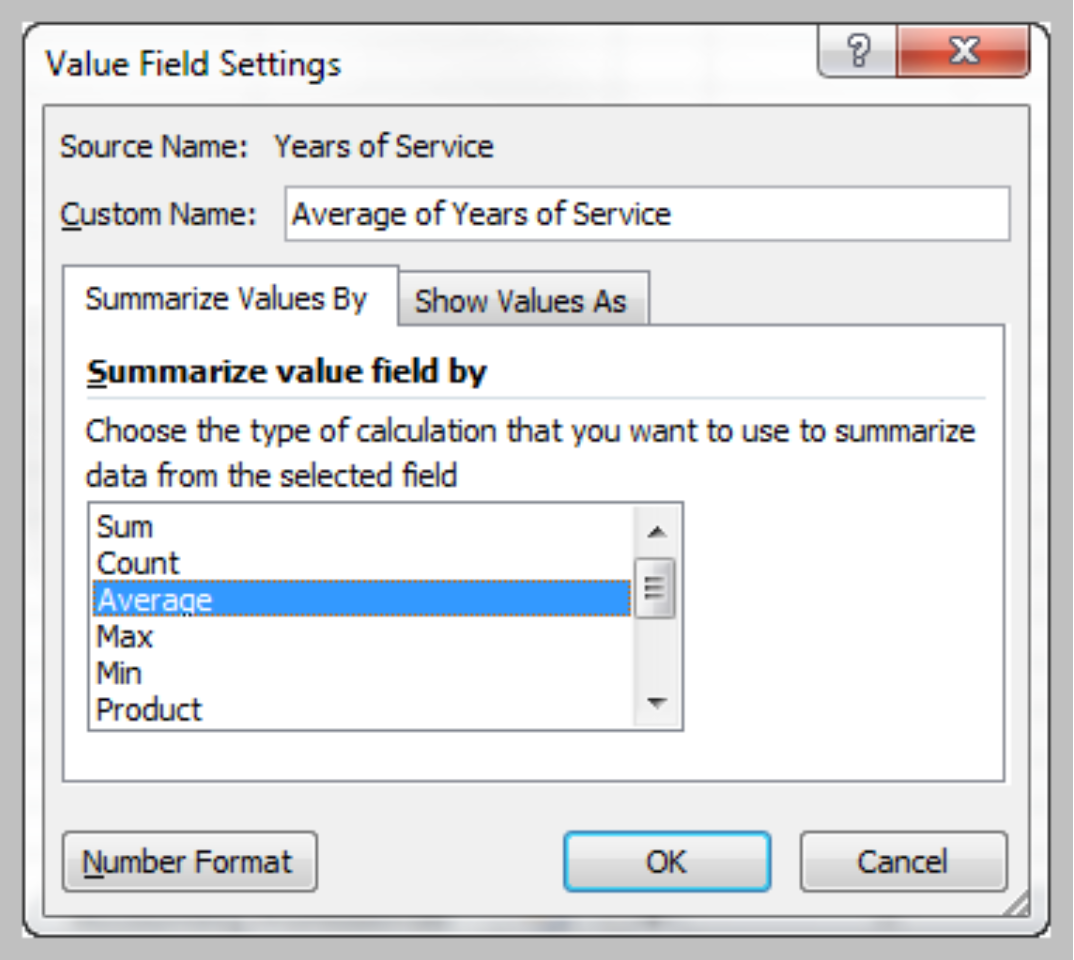 Value Field Settings
Source Name: Years of Service
Custom Name: Average of Years of Service
Summarize Values By Show Values As
Summarize value field by
Choose the type of calculation that you want to use to summarize
data from the selected field
Sum
Count
Average
Max
Min
Product
Number Format OK Cancel